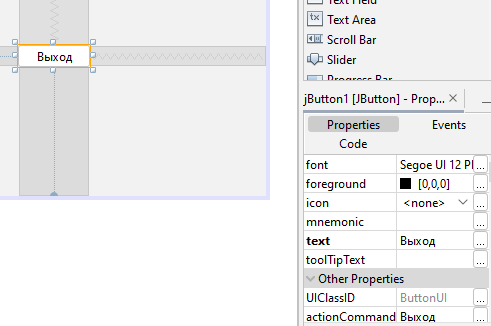 Text Field
Text Area
Scroll Bar
Slider
Progress Bar
Выход
jButton1 [JButton] - Prop... ×
Properties Events
Code
font Segoe UI 12 Pl ...
foreground [0,0,0] ...
icon <none> ...
mnemonic ...
text Выход ...
toolTipText ...
Other Properties
UIClassID ButtonUI ...
actionCommand Выход ...